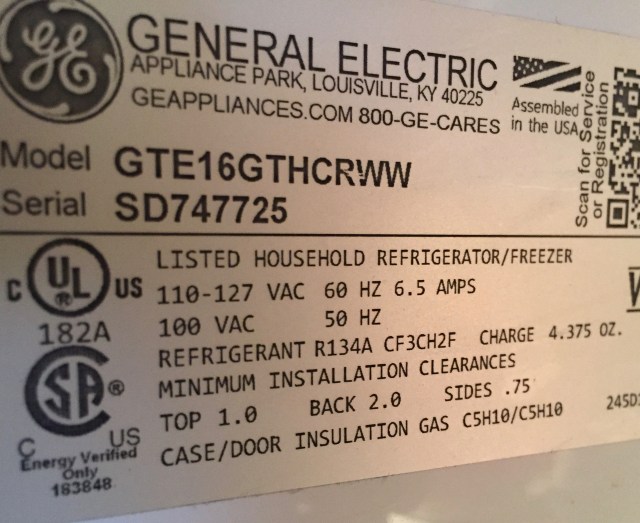 GE
GENERAL ELECTRIC
APPLIANCE PARK, LOUISVILLE, KY 40225
GEAPPLIANCES.COM 800-GE-CARES
Assembled
in the USA
Scan for Service
or Registration
Model GTE16GTHCRWW
Serial SD747725
C UL ® US
182A
LISTED HOUSEHOLD REFRIGERATOR/FREEZER
110-127 VAC 60 HZ 6.5 AMPS
100 VAC 50 HZ
REFRIGERANT R134A CF3CH2F CHARGE 4.375 OZ.
MINIMUM INSTALLATION CLEARANCES
TOP 1.0 BACK 2.0 SIDES .75
CASE/DOOR INSULATION GAS C5H10/C5H10
SA ®
C US
Energy Verified
Only
183848